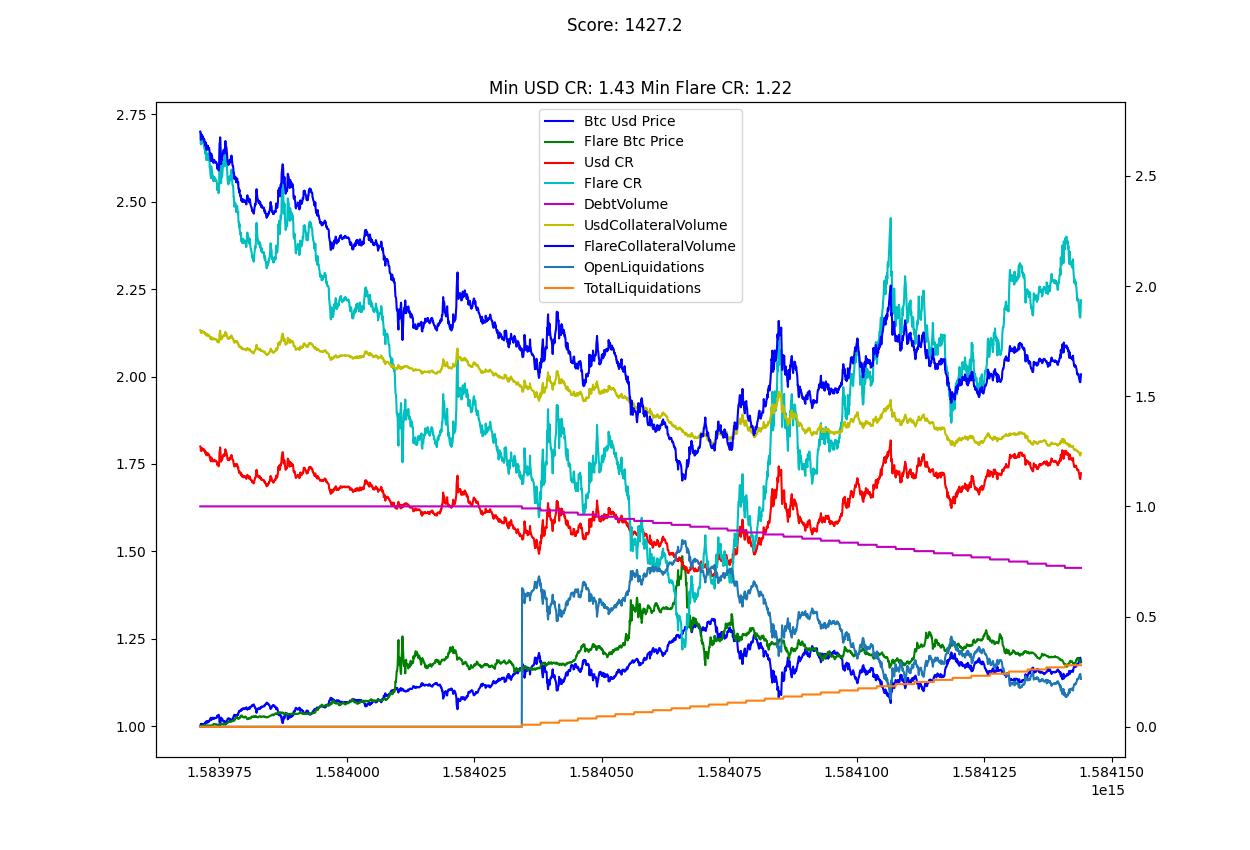 Score: 1427.2
Min USD CR: 1.43 Min Flare CR: 1.22
2.75
2.50
2.25
2.00
1.75
1.50
1.25
1.00
Btc Usd Price
Flare Btc Price
Usd CR
Flare CR
DebtVolume
UsdCollateralVolume
FlareCollateralVolume
OpenLiquidations
TotalLiquidations
2.5
2.0
1.5
1.0
0.5
0.0
1.583975 1.584000 1.584025 1.584050 1.584075 1.584100 1.584125 1.584150
1e15